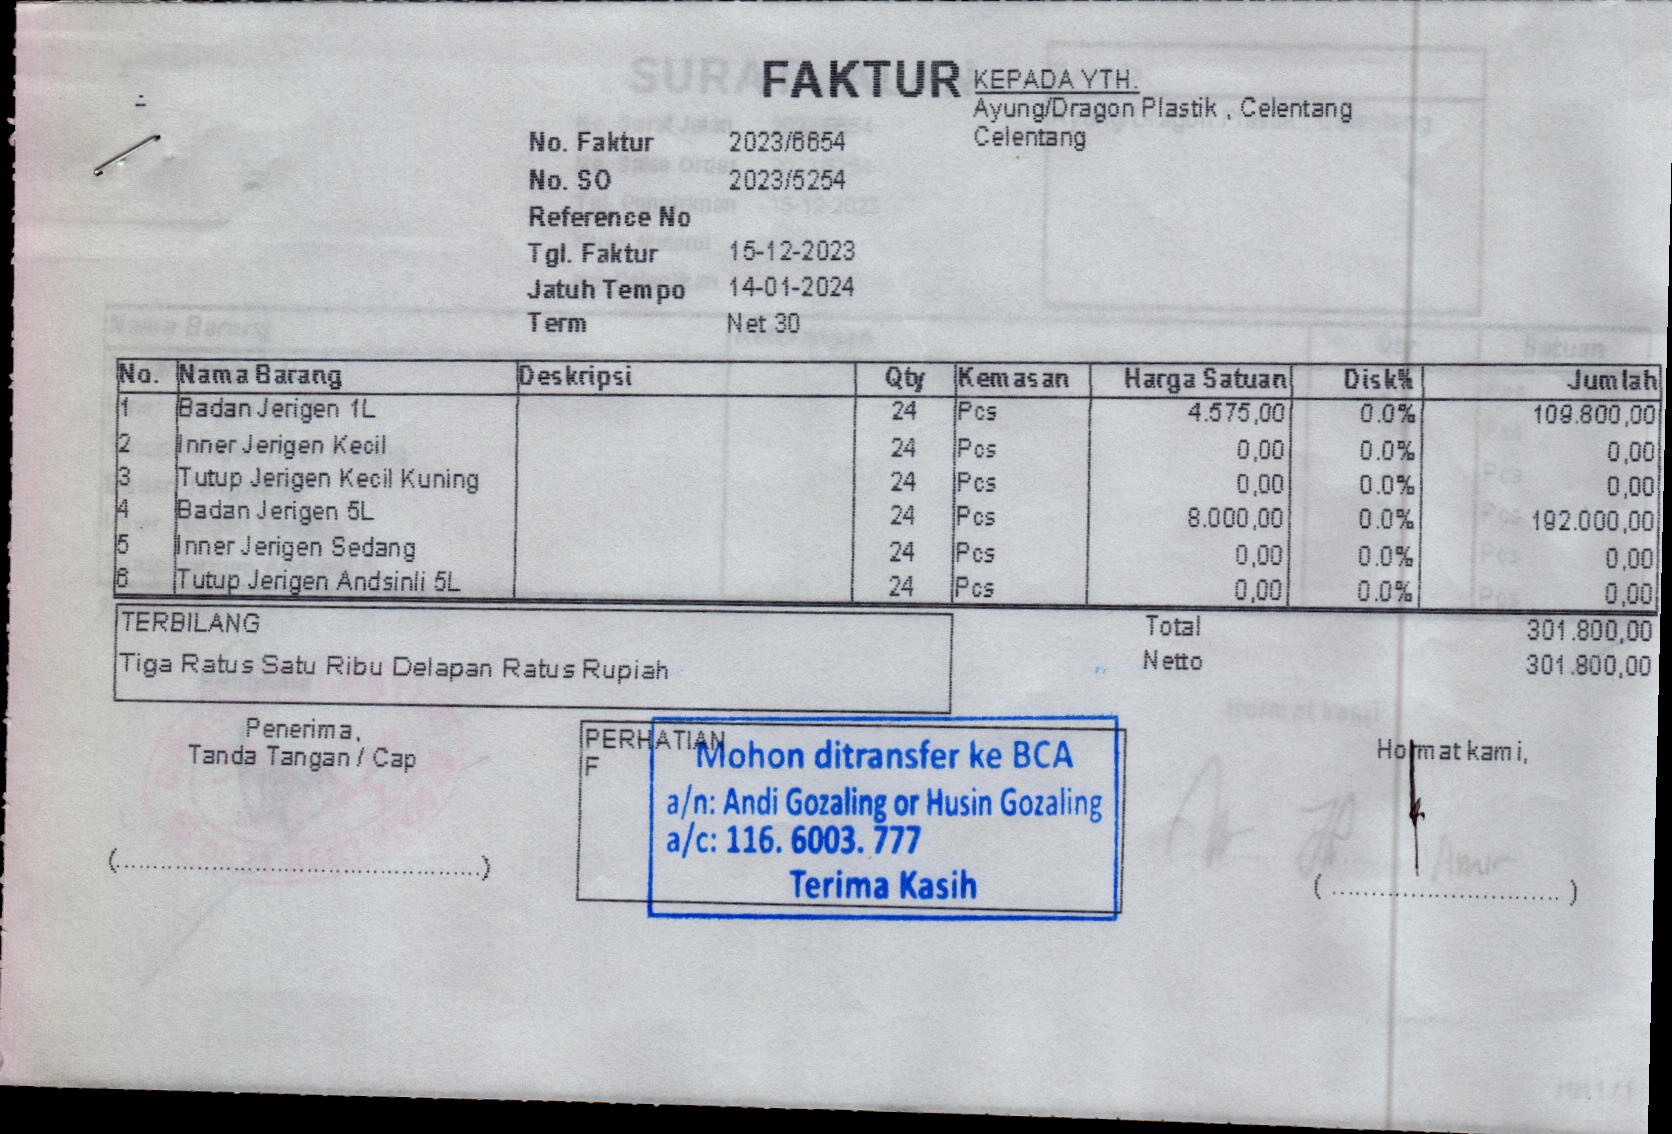 FAKTUR
KEPADA YTH.
Ayung/Dragon Plastik , Celentang
Celentang
No. Faktur 2023/6654
No. SO 2023/5254
Reference No
Tgl. Faktur 15-12-2023
Jatuh Tempo 14-01-2024
Term Net 30
No. Nama Barang Deskripsi Qty Kemasan Harga Satuan Disk% Jumlah
1 Badan Jerigen 1L 24 Pcs 4.575,00 0.0% 109.800,00
2 Inner Jerigen Kecil 24 Pcs 0,00 0.0% 0,00
3 Tutup Jerigen Kecil Kuning 24 Pcs 0,00 0.0% 0,00
4 Badan Jerigen 5L 24 Pcs 8.000,00 0.0% 192.000,00
5 Inner Jerigen Sedang 24 Pcs 0,00 0.0% 0,00
6 Tutup Jerigen Andsinli 5L 24 Pcs 0,00 0.0% 0,00
TERBILANG
Tiga Ratus Satu Ribu Delapan Ratus Rupiah
Total 301.800,00
Netto 301.800,00
Penerima,
Tanda Tangan / Cap
(................................................)
PERHATIAN
F
Mohon ditransfer ke BCA
a/n: Andi Gozaling or Husin Gozaling
a/c: 116. 6003. 777
Terima Kasih
Hormat kami,
( .............................. )